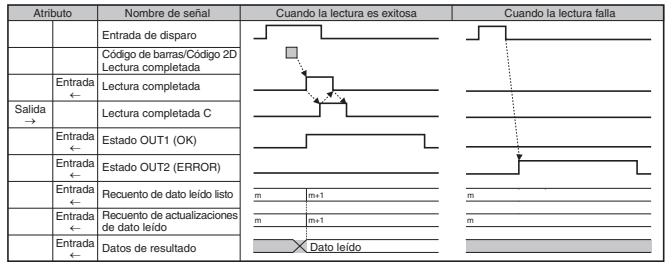 Atributo Nombre de señal Cuando la lectura es exitosa Cuando la lectura falla
Entrada de disparo
Código de barras/Código 2D
Lectura completada
Entrada ← Lectura completada
Salida → Lectura completada C
Entrada ← Estado OUT1 (OK)
Entrada ← Estado OUT2 (ERROR)
Entrada ← Recuento de dato leído listo m m+1 m
Entrada ← Recuento de actualizaciones de dato leído m m+1 m
Entrada ← Datos de resultado Dato leído